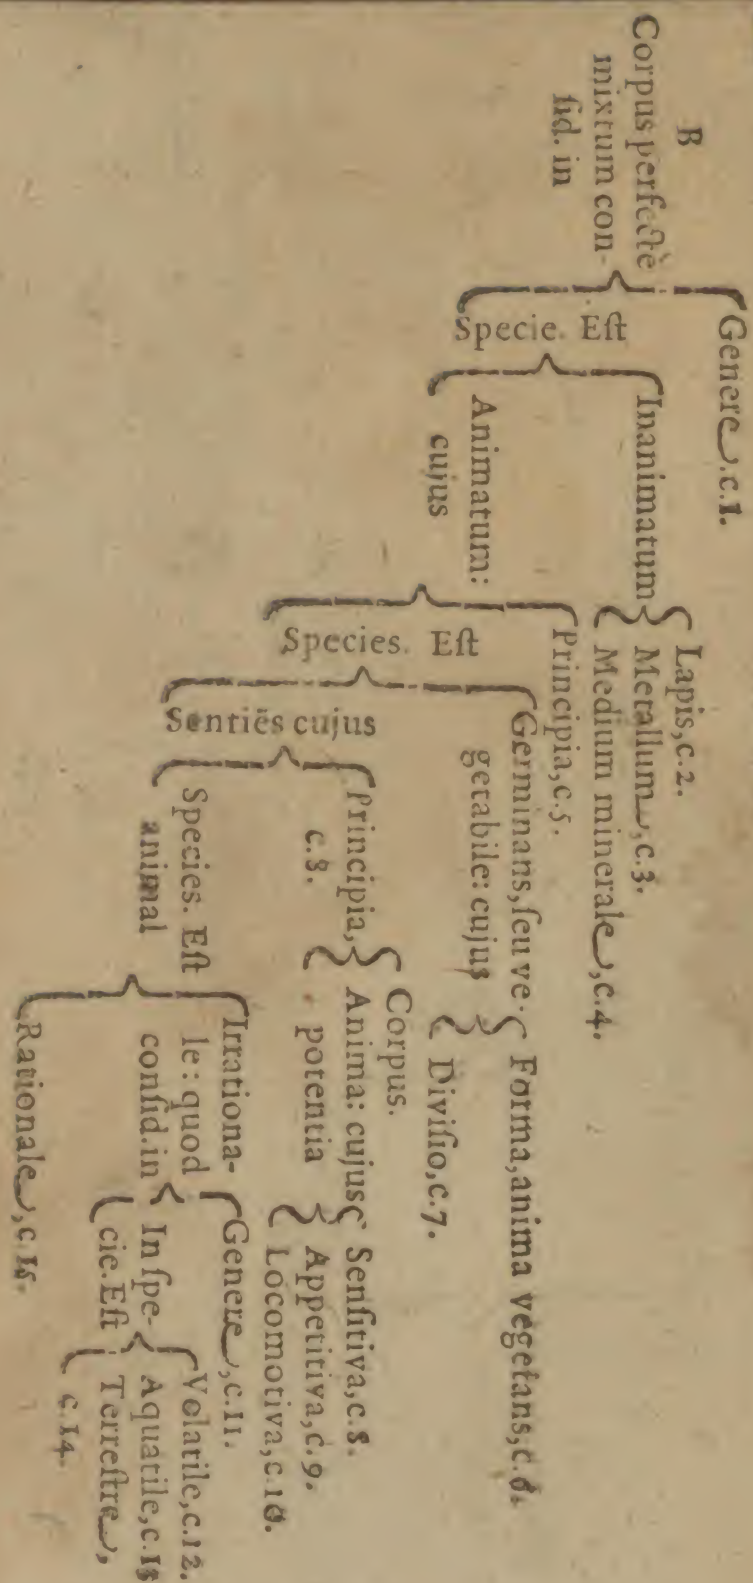 B
Corpus perfectè
mixtum con-
ſid. in
Genere, c. 1.
Specie. Eſt
Inanimatum
Lapis, c. 2.
Metallum, c. 3.
Medium minerale, c. 4.
Animatum:
cujus
Principia, c. 5.
Species. Eſt
Germinans, ſeu ve-
getabile: cujus
Forma, anima vegetans, c. 6.
Diviſio, c. 7.
Sentiēs cujus
Principia,
c. 8.
Corpus.
Anima: cujus
potentia
Senſitiva, c. 8.
Appetitiva, c. 9.
Locomotiva, c. 10.
Species. Eſt
animal
Irrationa-
le: quod
conſid. in
Genere, c. 11.
In ſpe-
cie. Eſt
Volatile, c. 12.
Aquatile, c. 13
Terreſtre,
c. 14.
Rationale, c. 15.